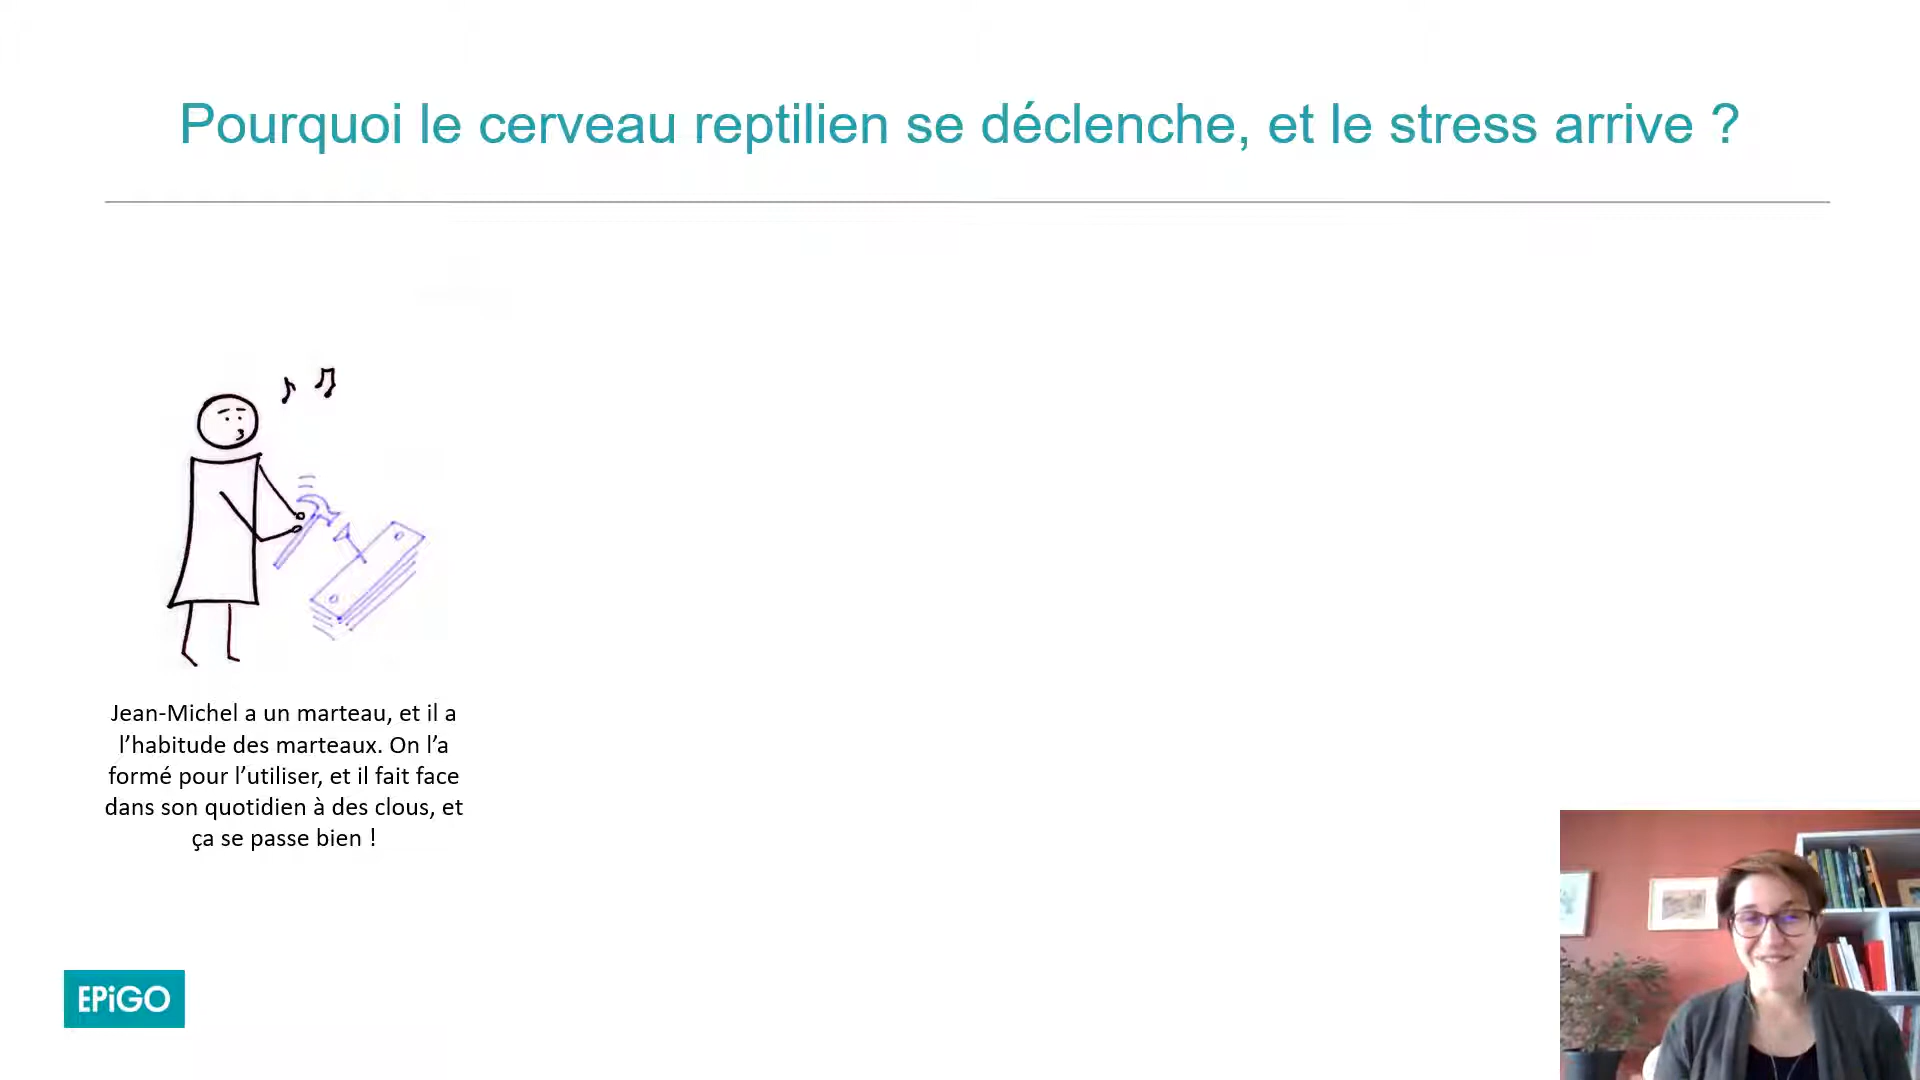 Pourquoi le cerveau reptilien se déclenche, et le stress arrive ?
Jean-Michel a un marteau, et il a
l’habitude des marteaux. On l’a
formé pour l’utiliser, et il fait face
dans son quotidien à des clous, et
ça se passe bien !
EPiGO